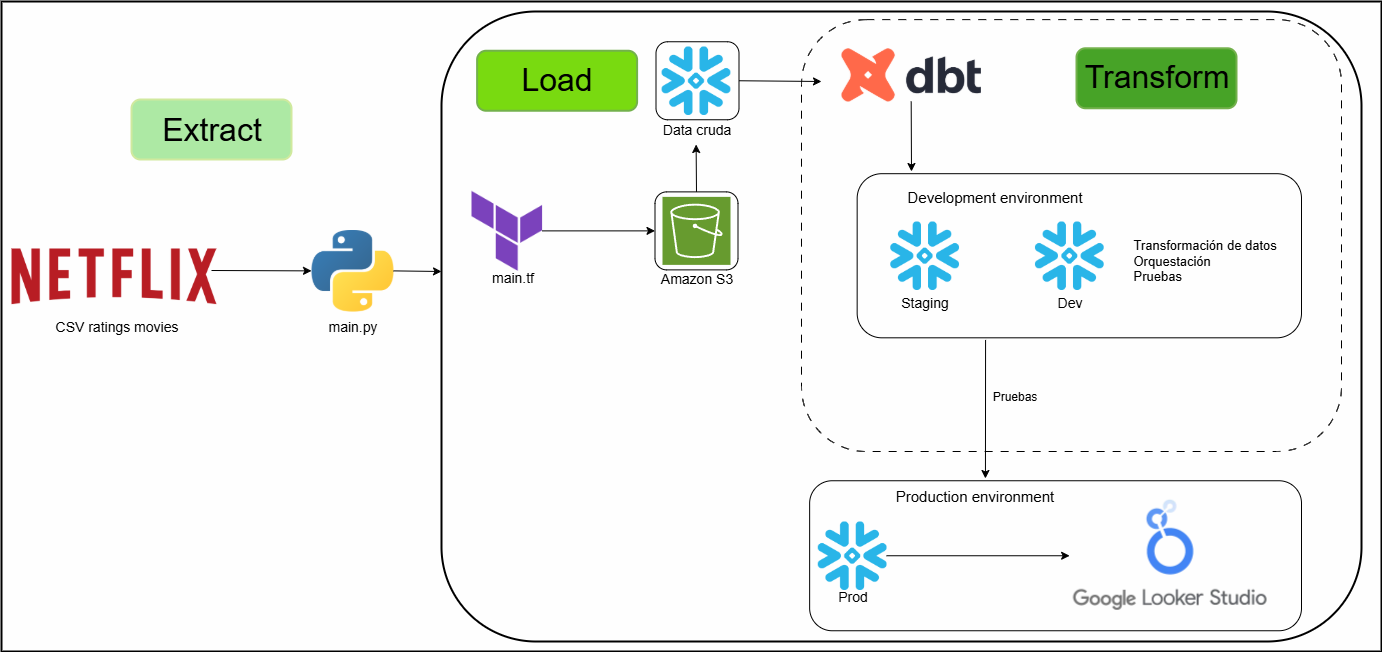 Extract
NETFLIX
CSV ratings movies
main.py
Load
Data cruda
main.tf
Amazon S3
dbt
Transform
Development environment
Staging
Dev
Transformación de datos
Orquestación
Pruebas
Pruebas
Production environment
Prod
Google Looker Studio